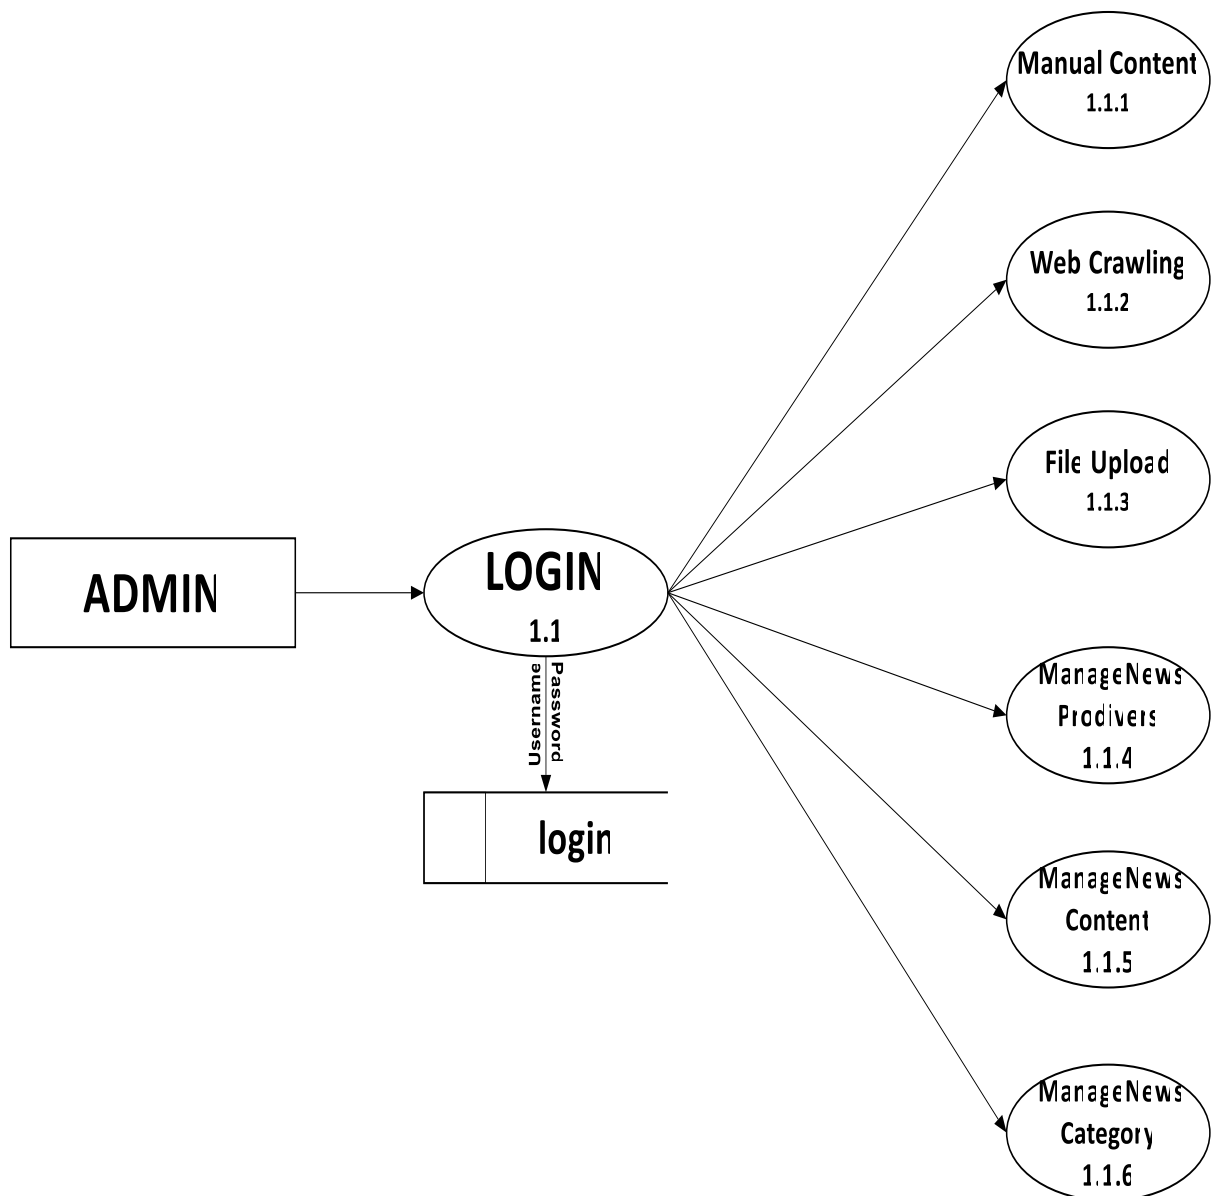 Manual Content
1.1.1
Web Crawling
1.1.2
File Upload
1.1.3
ADMIN
LOGIN
1.1
Username
Password
login
ManageNews
Prodivers
1.1.4
ManageNews
Content
1.1.5
ManageNews
Category
1.1.6